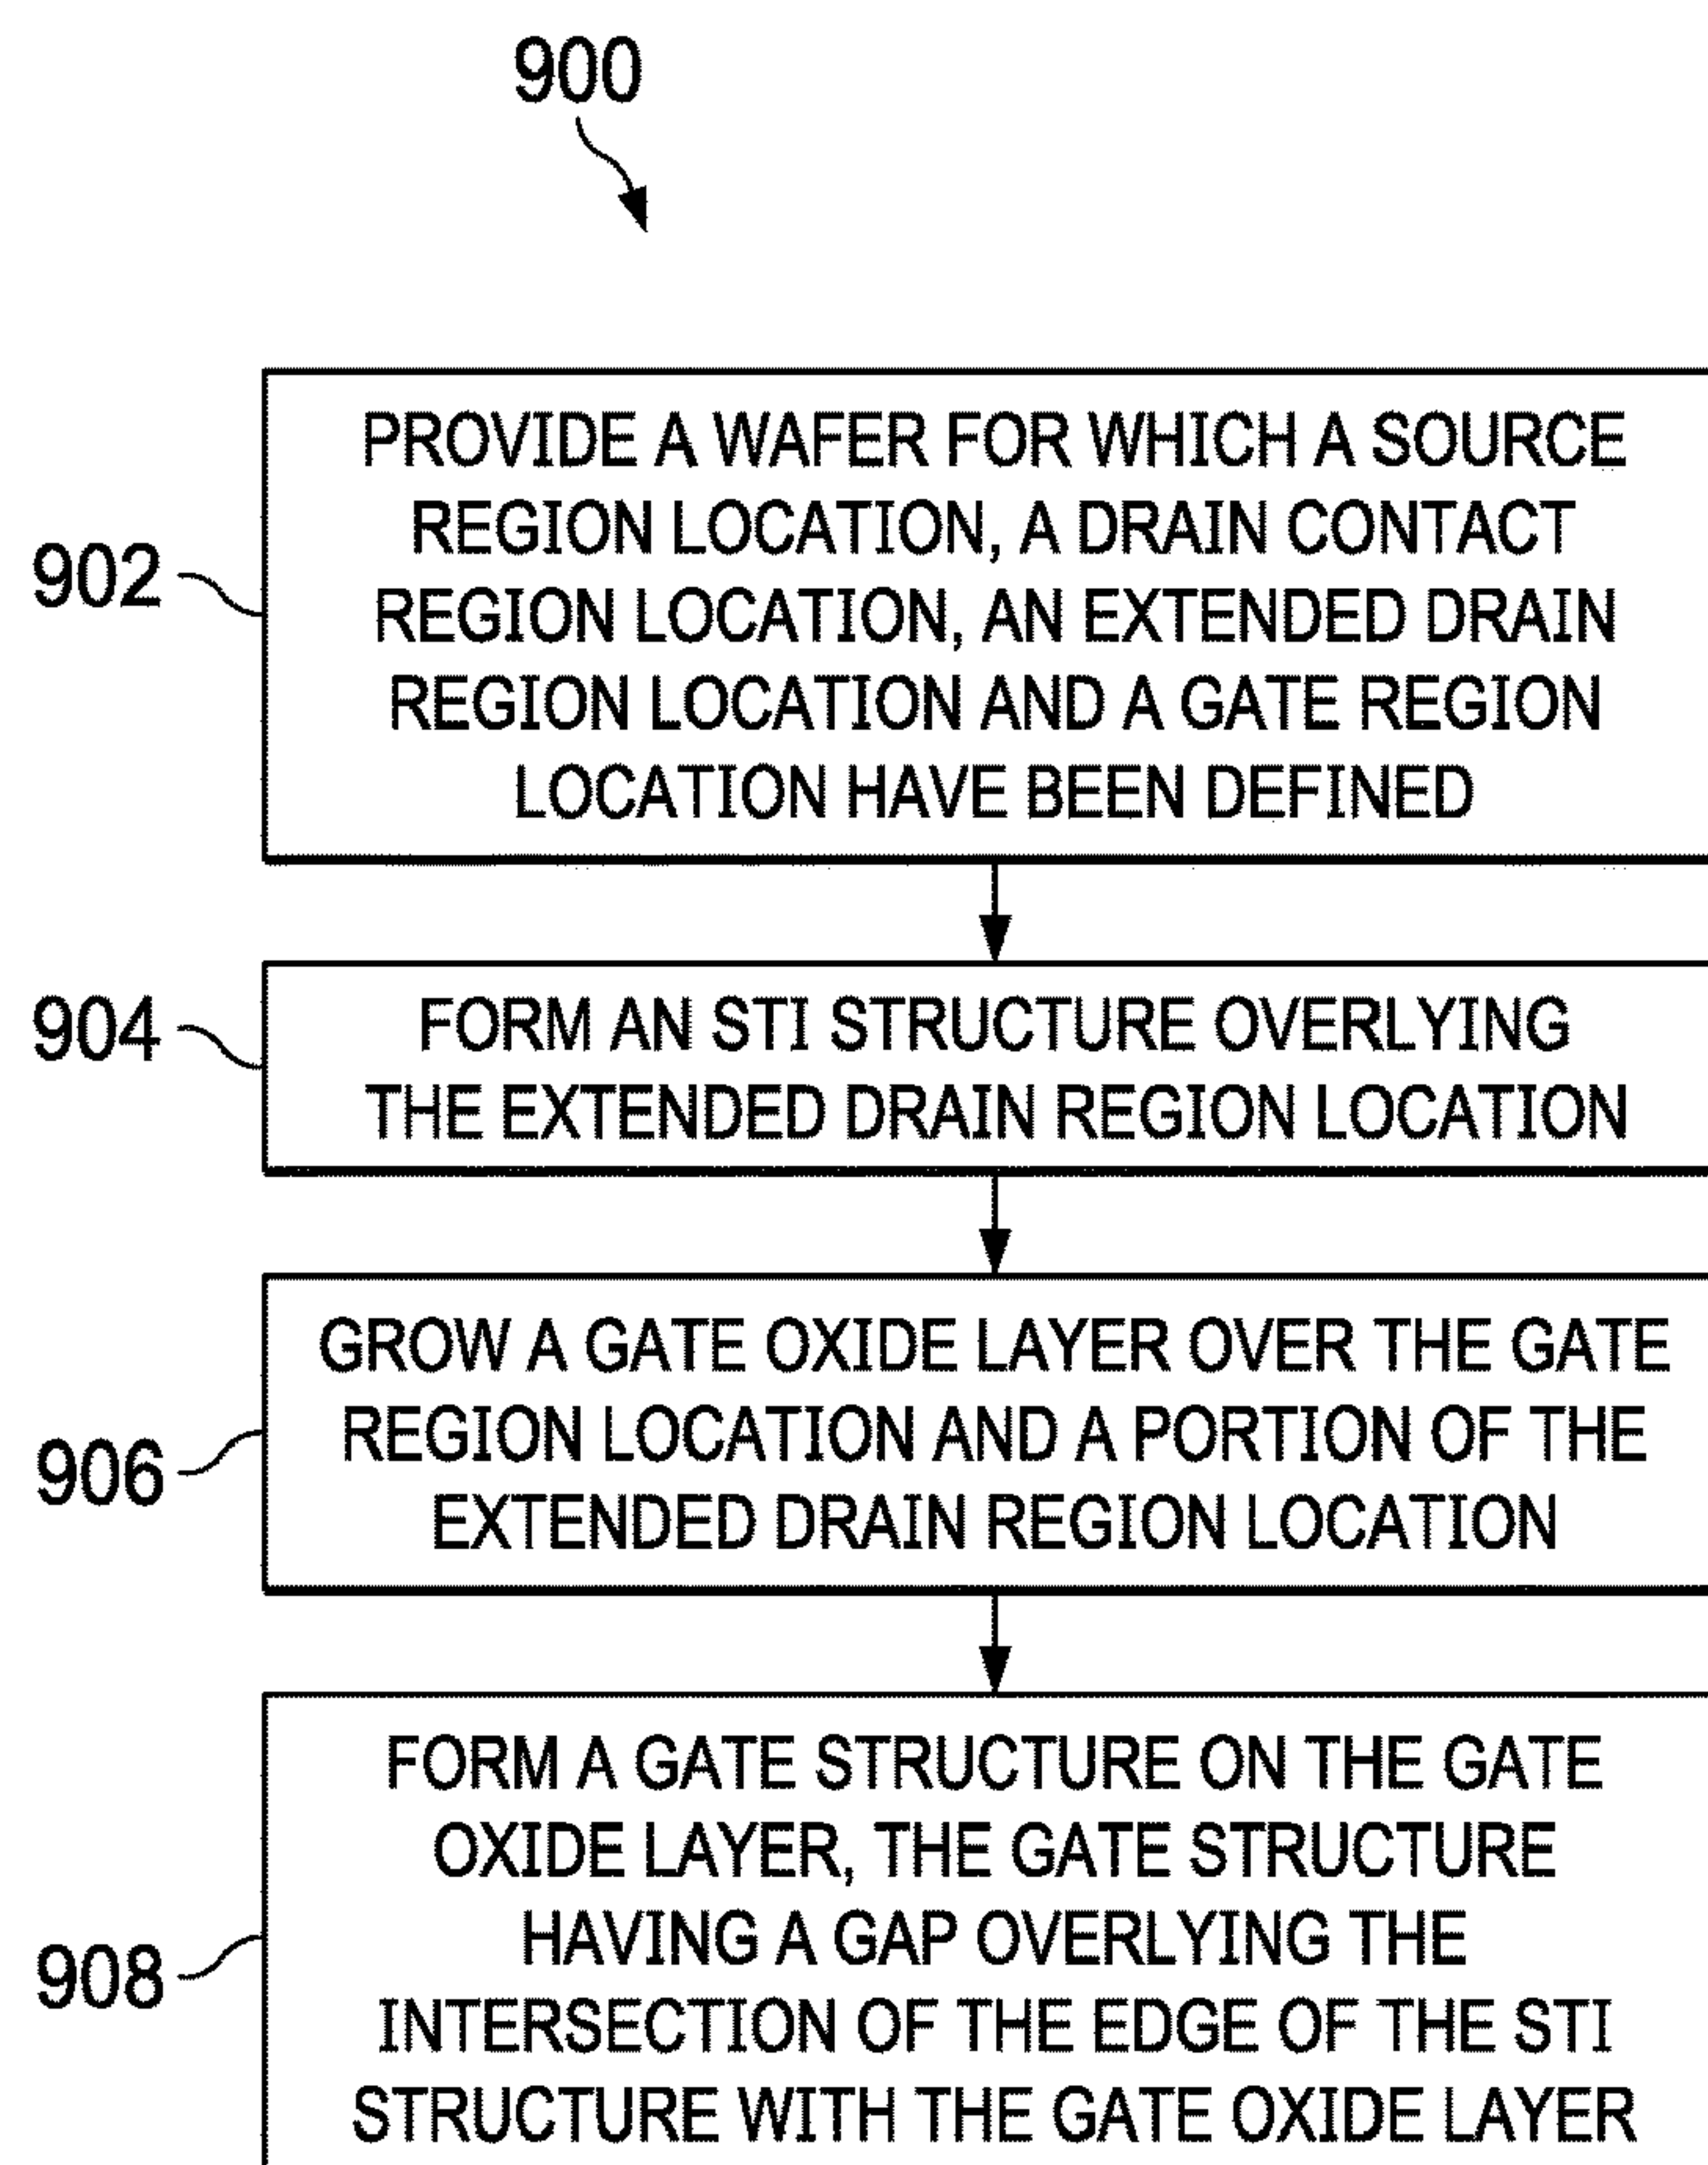 900
902
PROVIDE A WAFER FOR WHICH A SOURCE
REGION LOCATION, A DRAIN CONTACT
REGION LOCATION, AN EXTENDED DRAIN
REGION LOCATION AND A GATE REGION
LOCATION HAVE BEEN DEFINED
904
FORM AN STI STRUCTURE OVERLYING
THE EXTENDED DRAIN REGION LOCATION
906
GROW A GATE OXIDE LAYER OVER THE GATE
REGION LOCATION AND A PORTION OF THE
EXTENDED DRAIN REGION LOCATION
908
FORM A GATE STRUCTURE ON THE GATE
OXIDE LAYER, THE GATE STRUCTURE
HAVING A GAP OVERLYING THE
INTERSECTION OF THE EDGE OF THE STI
STRUCTURE WITH THE GATE OXIDE LAYER